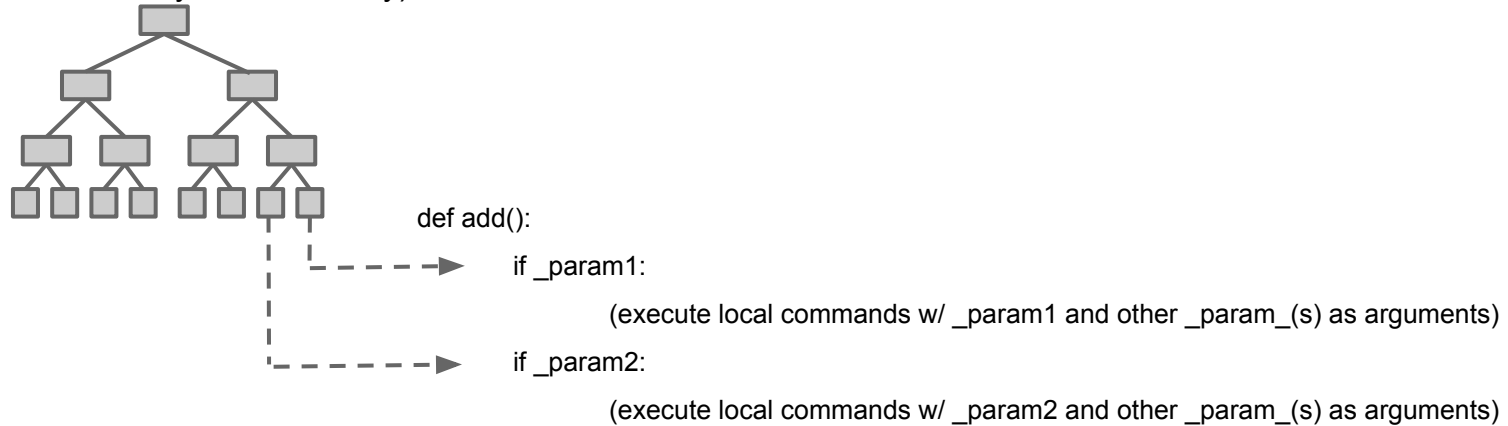 def add():
if _param1:
(execute local commands w/ _param1 and other _param_(s) as arguments)
if _param2:
(execute local commands w/ _param2 and other _param_(s) as arguments)